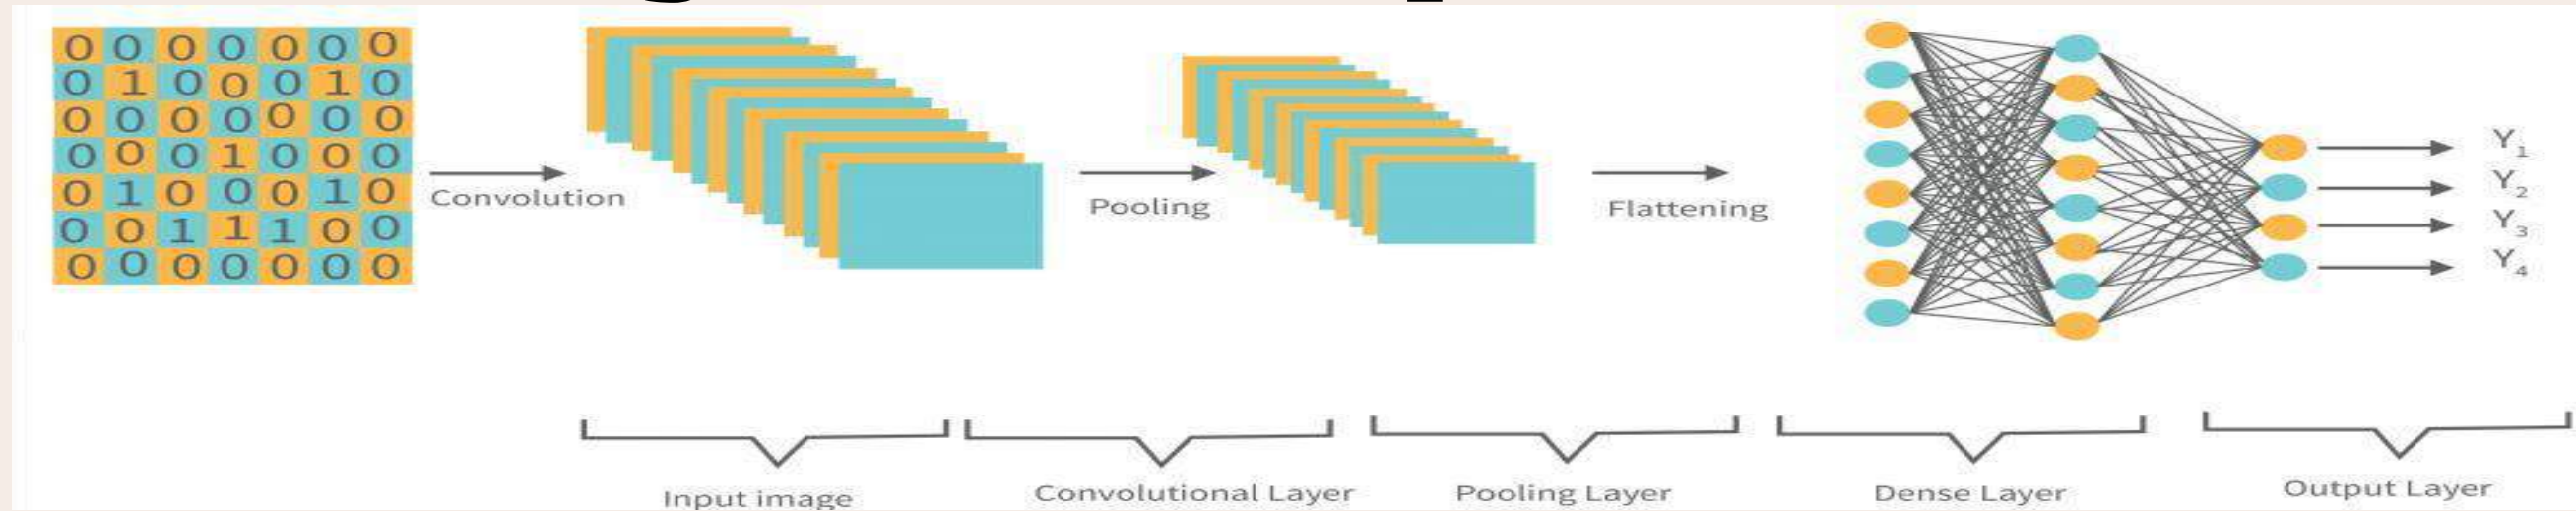 0 0 0 0 0 0 0
0 1 0 0 0 1 0
0 0 0 0 0 0 0
0 0 0 1 0 0 0
0 1 0 0 0 1 0
0 0 1 1 1 0 0
0 0 0 0 0 0 0
Convolution
Pooling
Flattening
Y₁
Y₂
Y₃
Y₄
Input image
Convolutional Layer
Pooling Layer
Dense Layer
Output Layer